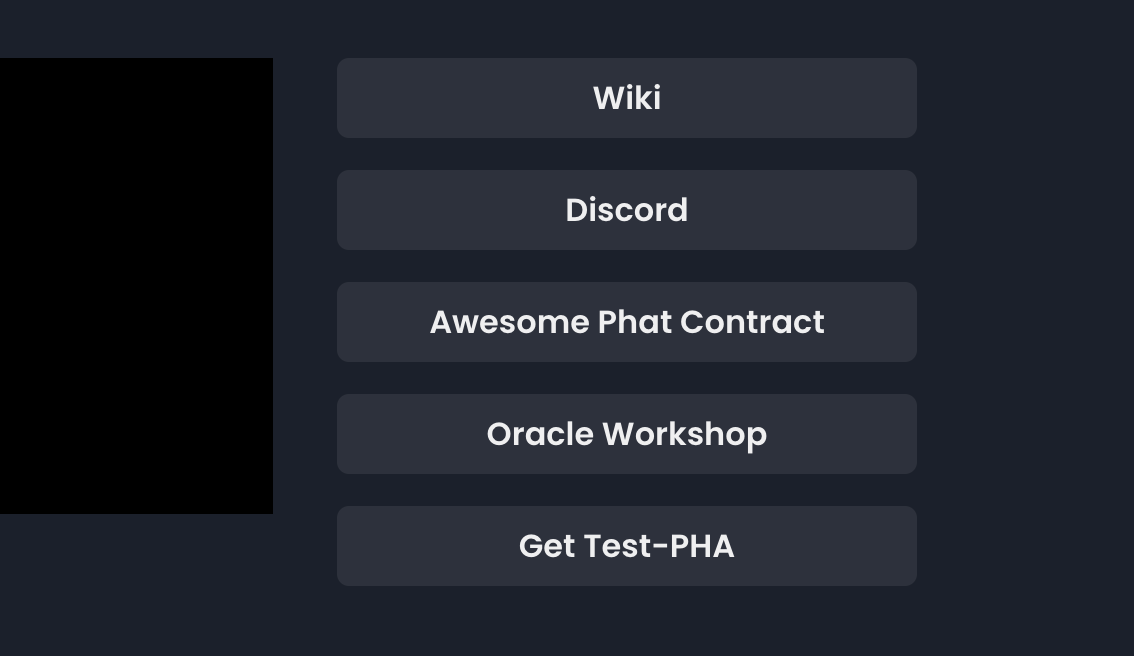 Wiki
Discord
Awesome Phat Contract
Oracle Workshop
Get Test-PHA